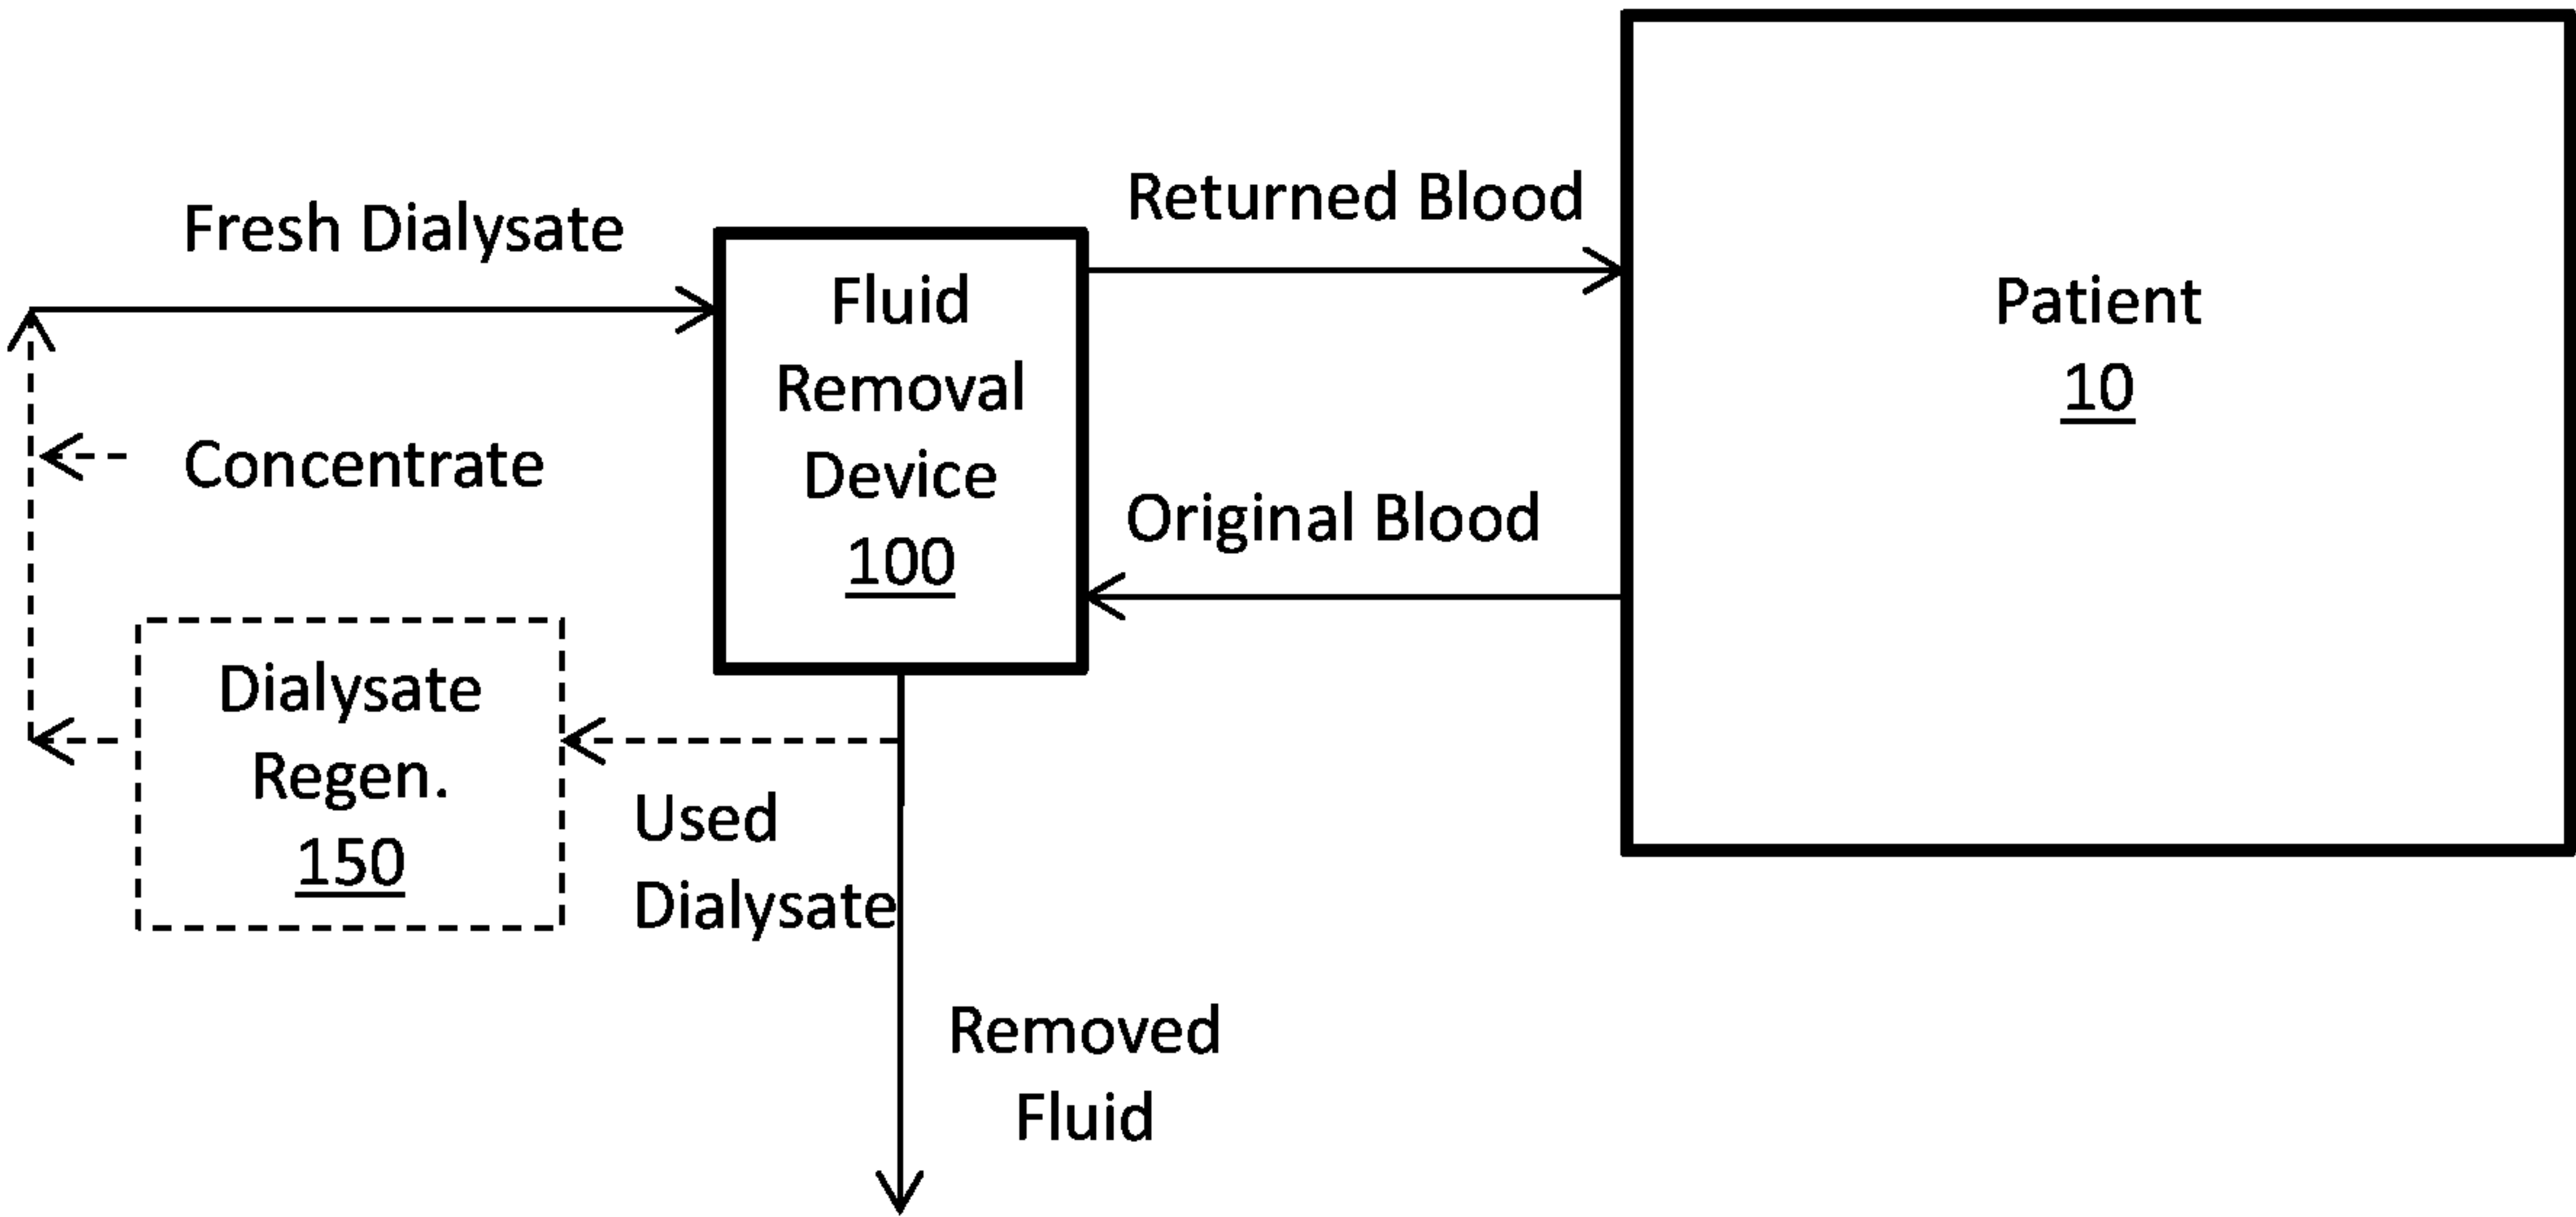 Returned Blood
Fresh Dialysate
Fluid
Removal
Device
100
Patient
10
Concentrate
Original Blood
Dialysate
Regen.
150
Used
Dialysate
Removed
Fluid